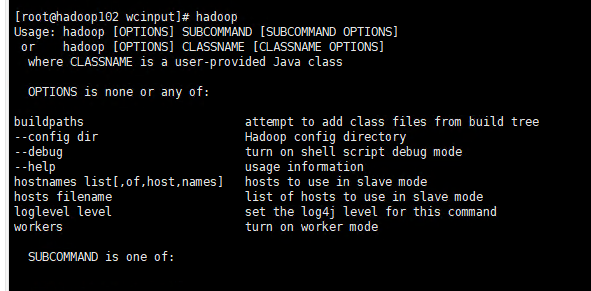 [root@hadoop102 wcinput]# hadoop
Usage: hadoop [OPTIONS] SUBCOMMAND [SUBCOMMAND OPTIONS]
 or    hadoop [OPTIONS] CLASSNAME [CLASSNAME OPTIONS]
  where CLASSNAME is a user-provided Java class
  OPTIONS is none or any of:
buildpaths                       attempt to add class files from build tree
--config dir                     Hadoop config directory
--debug                          turn on shell script debug mode
--help                           usage information
hostnames list[,of,host,names]   hosts to use in slave mode
hosts filename                   list of hosts to use in slave mode
loglevel level                   set the log4j level for this command
workers                          turn on worker mode
  SUBCOMMAND is one of: